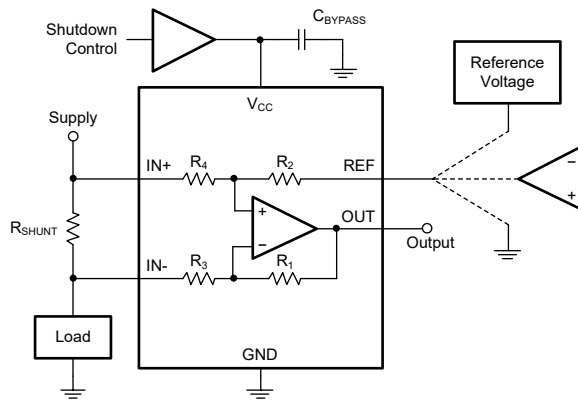 Shutdown
Control
C_BYPASS
Reference
Voltage
V_CC
Supply
IN+
R_4
R_2
REF
R_SHUNT
+
−
OUT
Output
−
+
IN-
R_3
R_1
Load
GND